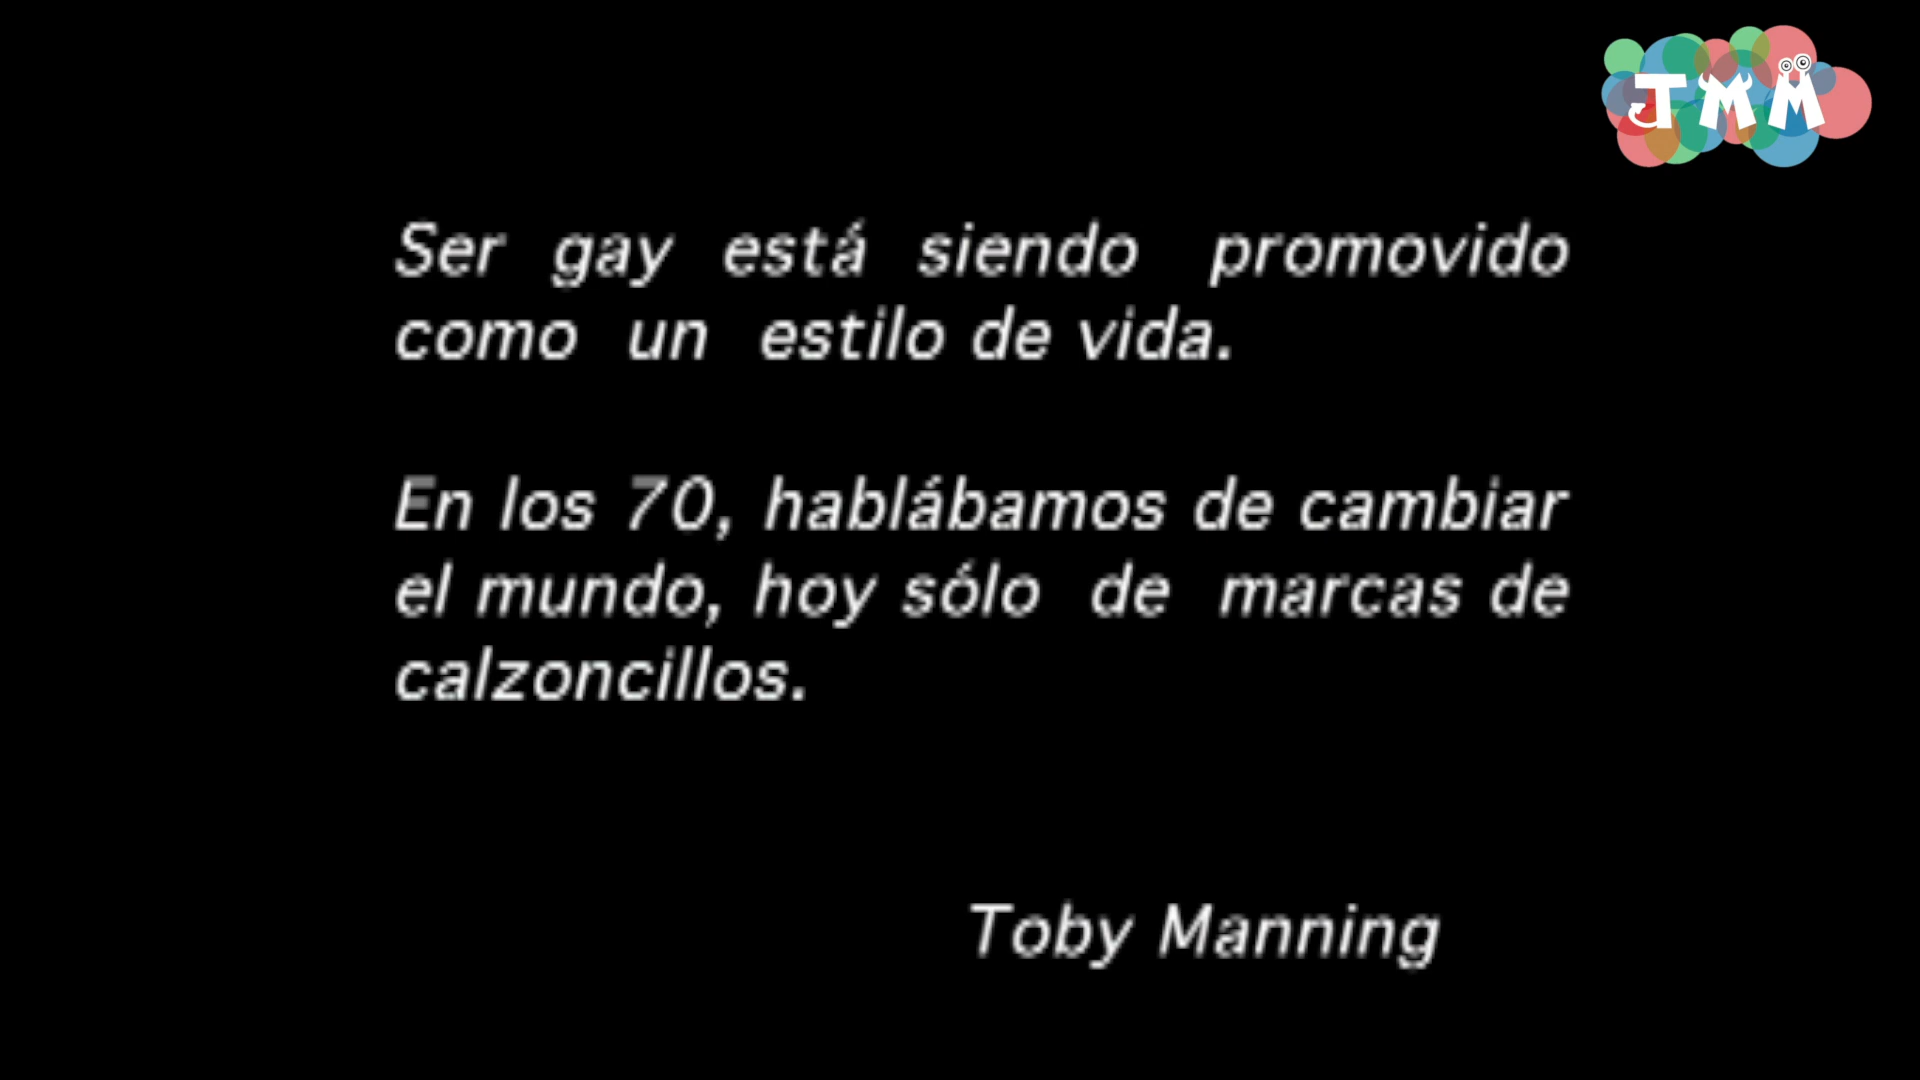 TMM
Ser gay está siendo promovido
como un estilo de vida.
En los 70, hablábamos de cambiar
el mundo, hoy sólo de marcas de
calzoncillos.
Toby Manning